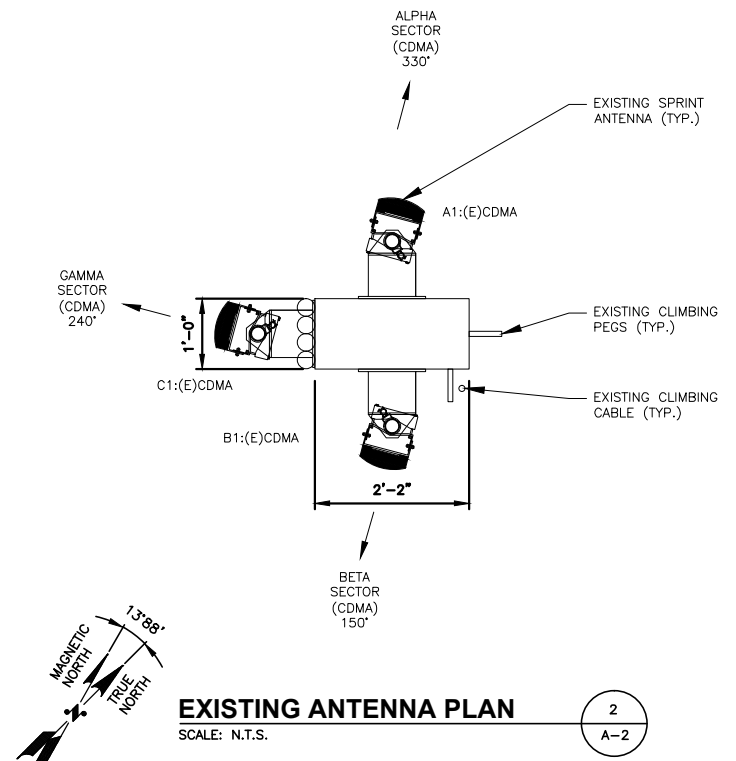 ALPHA
SECTOR
(CDMA)
330°
EXISTING SPRINT
ANTENNA (TYP.)
A1:(E)CDMA
GAMMA
SECTOR
(CDMA)
240°
1'-0"
EXISTING CLIMBING
PEGS (TYP.)
C1:(E)CDMA
EXISTING CLIMBING
CABLE (TYP.)
B1:(E)CDMA
2'-2"
BETA
SECTOR
(CDMA)
150°
13°88'
MAGNETIC
NORTH
TRUE
NORTH
N
EXISTING ANTENNA PLAN
SCALE: N.T.S.
2
A-2